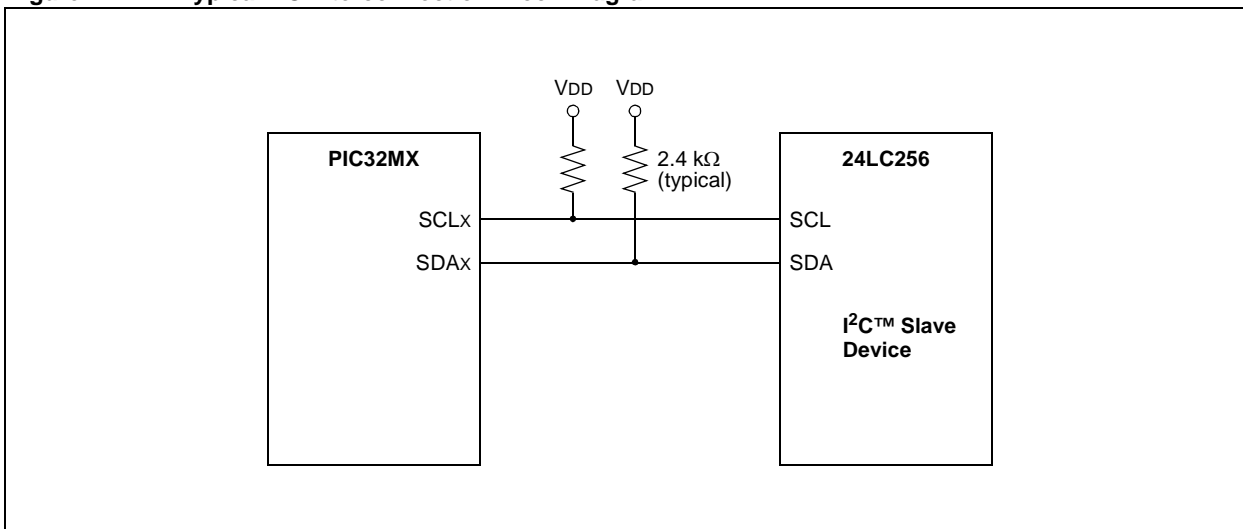 VDD VDD
PIC32MX
2.4 kΩ
(typical)
24LC256
SCLx
SCL
SDAx
SDA
I²C™ Slave
Device